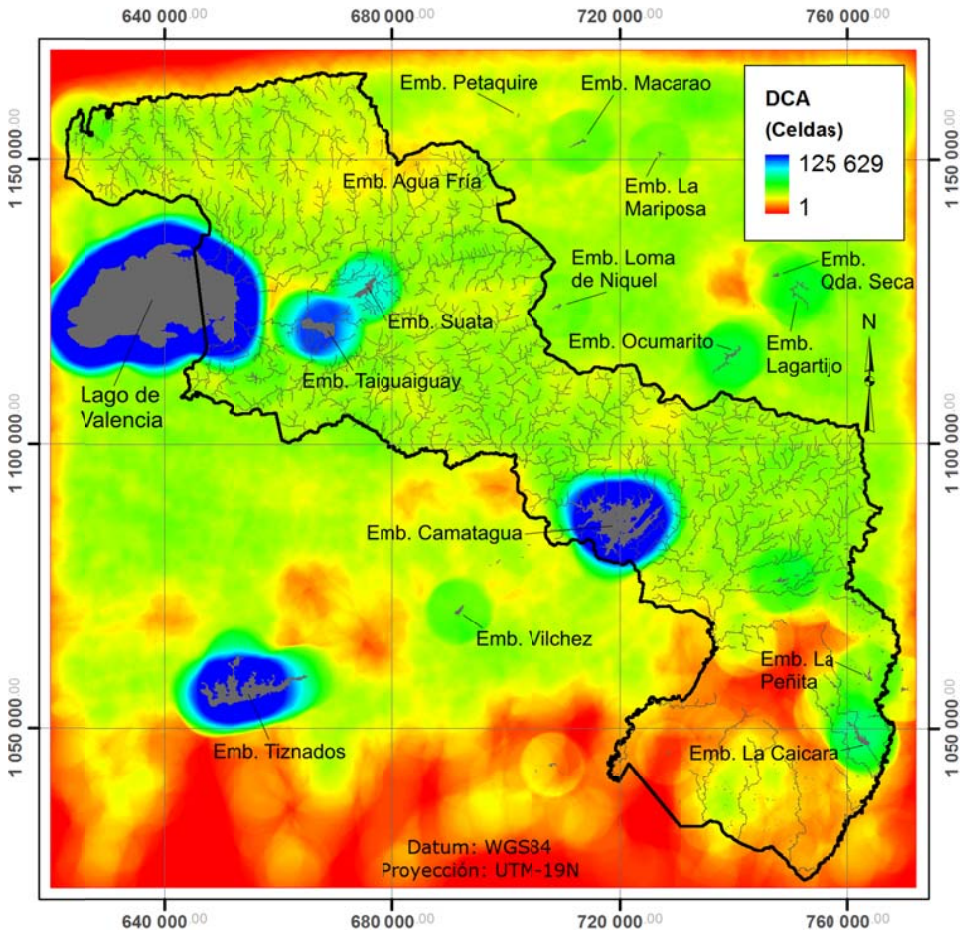 640 000.00
680 000.00
720 000.00
760 000.00
Emb. Petaquire
Emb. Macarao
DCA
(Celdas)
125 629
1
1 150 000.00
1 150 000.00
Emb. Agua Fría
Emb. La
Mariposa
Emb. Loma
de Niquel
Emb.
Qda. Seca
N
Emb. Suata
Emb. Ocumarito
Emb.
Lagartijo
Emb. Taiguaiguay
Lago de
Valencia
1 100 000.00
1 100 000.00
Emb. Camatagua
Emb. Vilchez
Emb. La
Peñita
1 050 000.00
1 050 000.00
Emb. Tiznados
Emb. La Caicara
Datum: WGS84
Proyección: UTM-19N
640 000.00
680 000.00
720 000.00
760 000.00